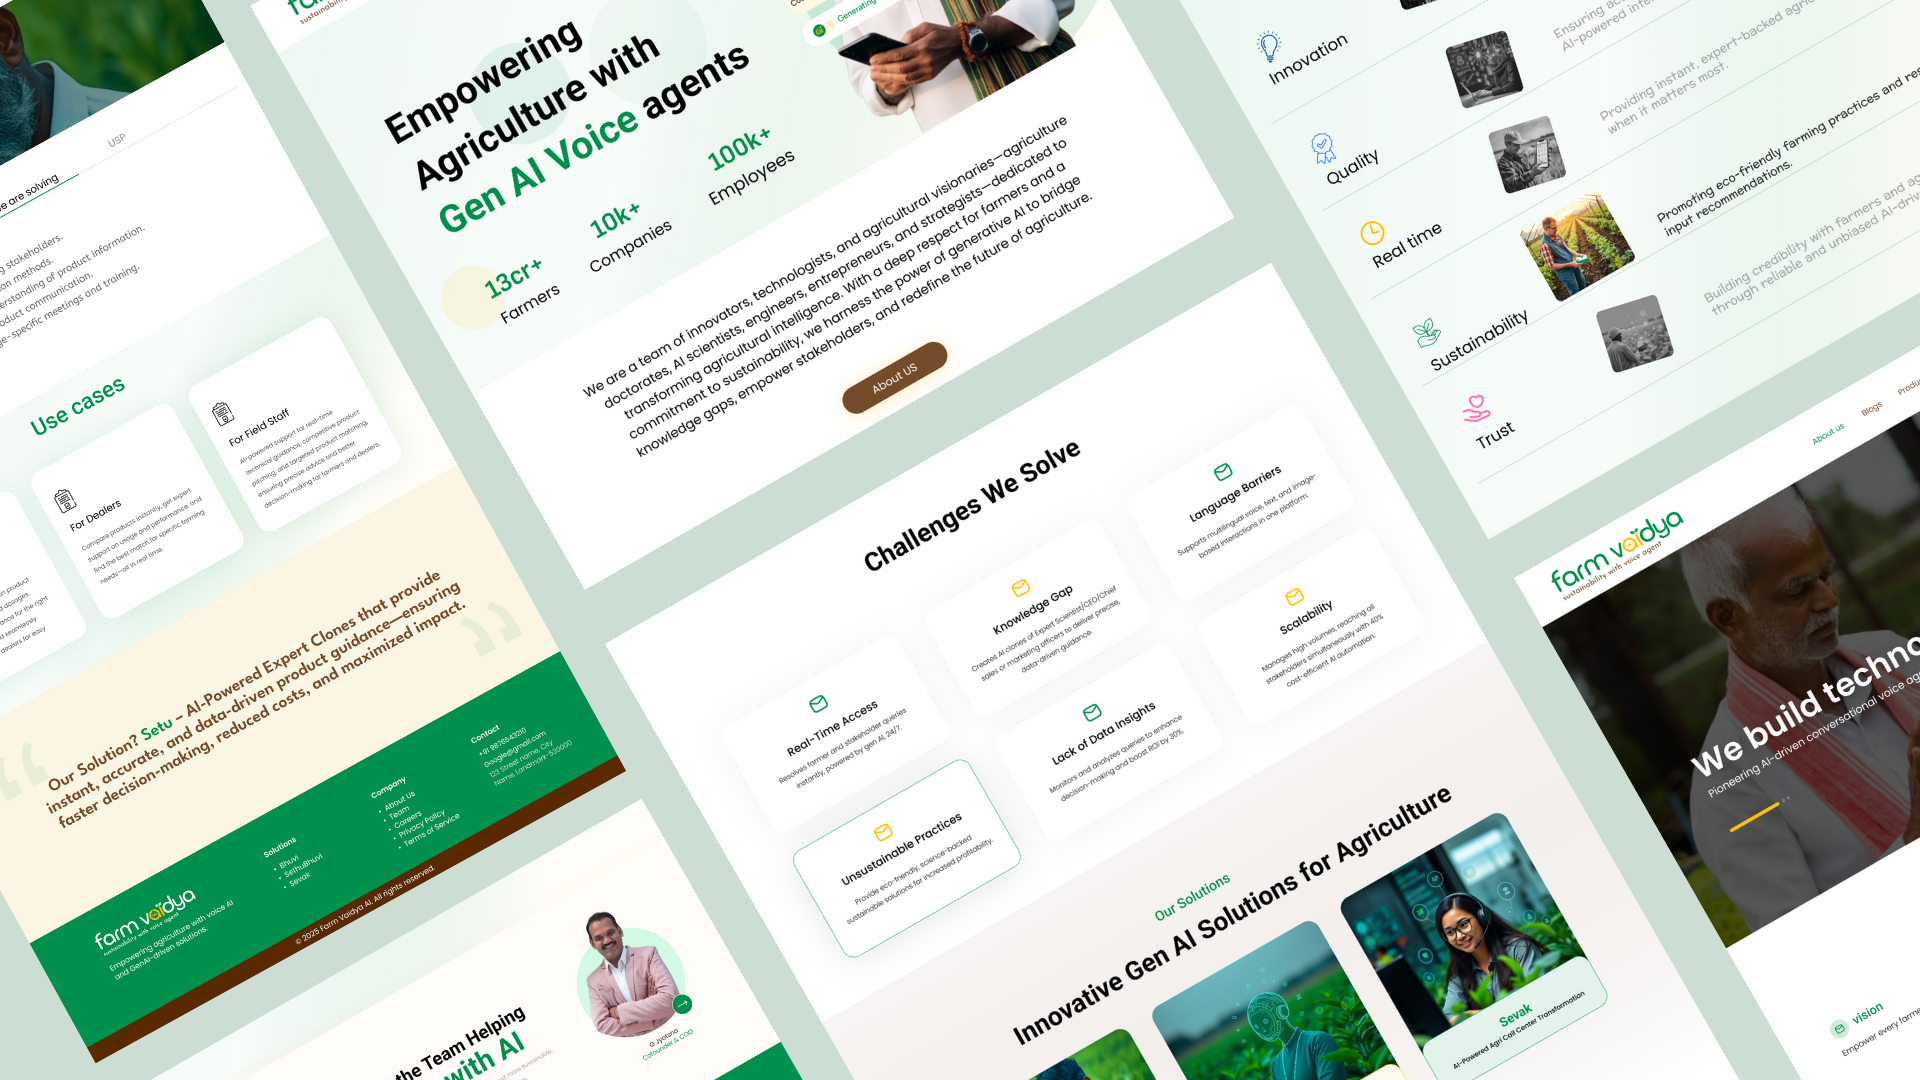 USP
e are solving
g stakeholders.
on methods.
erstanding of product information.
oduct communication.
ge-specific meetings and training.
Use cases
For Field Staff
AI-powered support for real-time
technical guidance, competitive product
pitching, and targeted product matching,
ensuring precise advice and better
decision-making for farmers and dealers.
For Dealers
Compare products instantly, get expert
support on usage and performance, and
find the best match for specific farming
needs—all in real time.
on product
d dosages.
ance for the right
d seamlessly
dealers for easy
Our Solution? Setu – AI-Powered Expert Clones that provide
instant, accurate, and data-driven product guidance—ensuring
faster decision-making, reduced costs, and maximized impact.
farm vaidya
sustainability with voice agent
Empowering agriculture with voice AI
and GenAI-driven solutions.
Solutions
Bhuvi
SethuBhuvi
Sevak
Company
About Us
Team
Careers
Privacy Policy
Terms of Service
Contact
+91 9876543210
Google@gmail.com
123 Street name, City
Name, Landmark-520000
© 2025 Farm Vaidya AI. All rights reserved.
the Team Helping
with AI
G Jyotsna
Cofounder & COO
Generating
Empowering
Agriculture with
Gen AI Voice agents
13cr+
Farmers
10k+
Companies
100k+
Employees
We are a team of innovators, technologists, and agricultural visionaries—agriculture
doctorates, AI scientists, engineers, entrepreneurs, and strategists—dedicated to
transforming agricultural intelligence. With a deep respect for farmers and a
commitment to sustainability, we harness the power of generative AI to bridge
knowledge gaps, empower stakeholders, and redefine the future of agriculture.
About US
Challenges We Solve
Real-Time Access
Resolves farmer and stakeholder queries
instantly, powered by gen AI, 24/7.
Knowledge Gap
Creates AI clones of Expert Scientist/CEO/Chief
sales or marketing officers to deliver precise,
data-driven guidance.
Language Barriers
Supports multilingual voice, text, and image-
based interactions in one platform.
Unsustainable Practices
Provide eco-friendly, science-backed
sustainable solutions for increased profitability.
Lack of Data Insights
Monitors and analyzes queries to enhance
decision-making and boost ROI by 30%.
Scalability
Manages high volumes, reaching all
stakeholders simultaneously with 40%
cost-efficient AI automation.
Our Solutions
Innovative Gen AI Solutions for Agriculture
Sevak
AI-Powered Agri Call Center Transformation
Innovation
Ensuring
AI-powered
Quality
Providing instant, expert-backed
when it matters most.
Real time
Promoting eco-friendly farming practices and
input recommendations.
Sustainability
Building credibility with farmers and
through reliable and unbiased
Trust
About us
Blogs
farm vaidya
sustainability with voice agent
We build techno
Pioneering AI-driven conversational voice
vision
Empower every